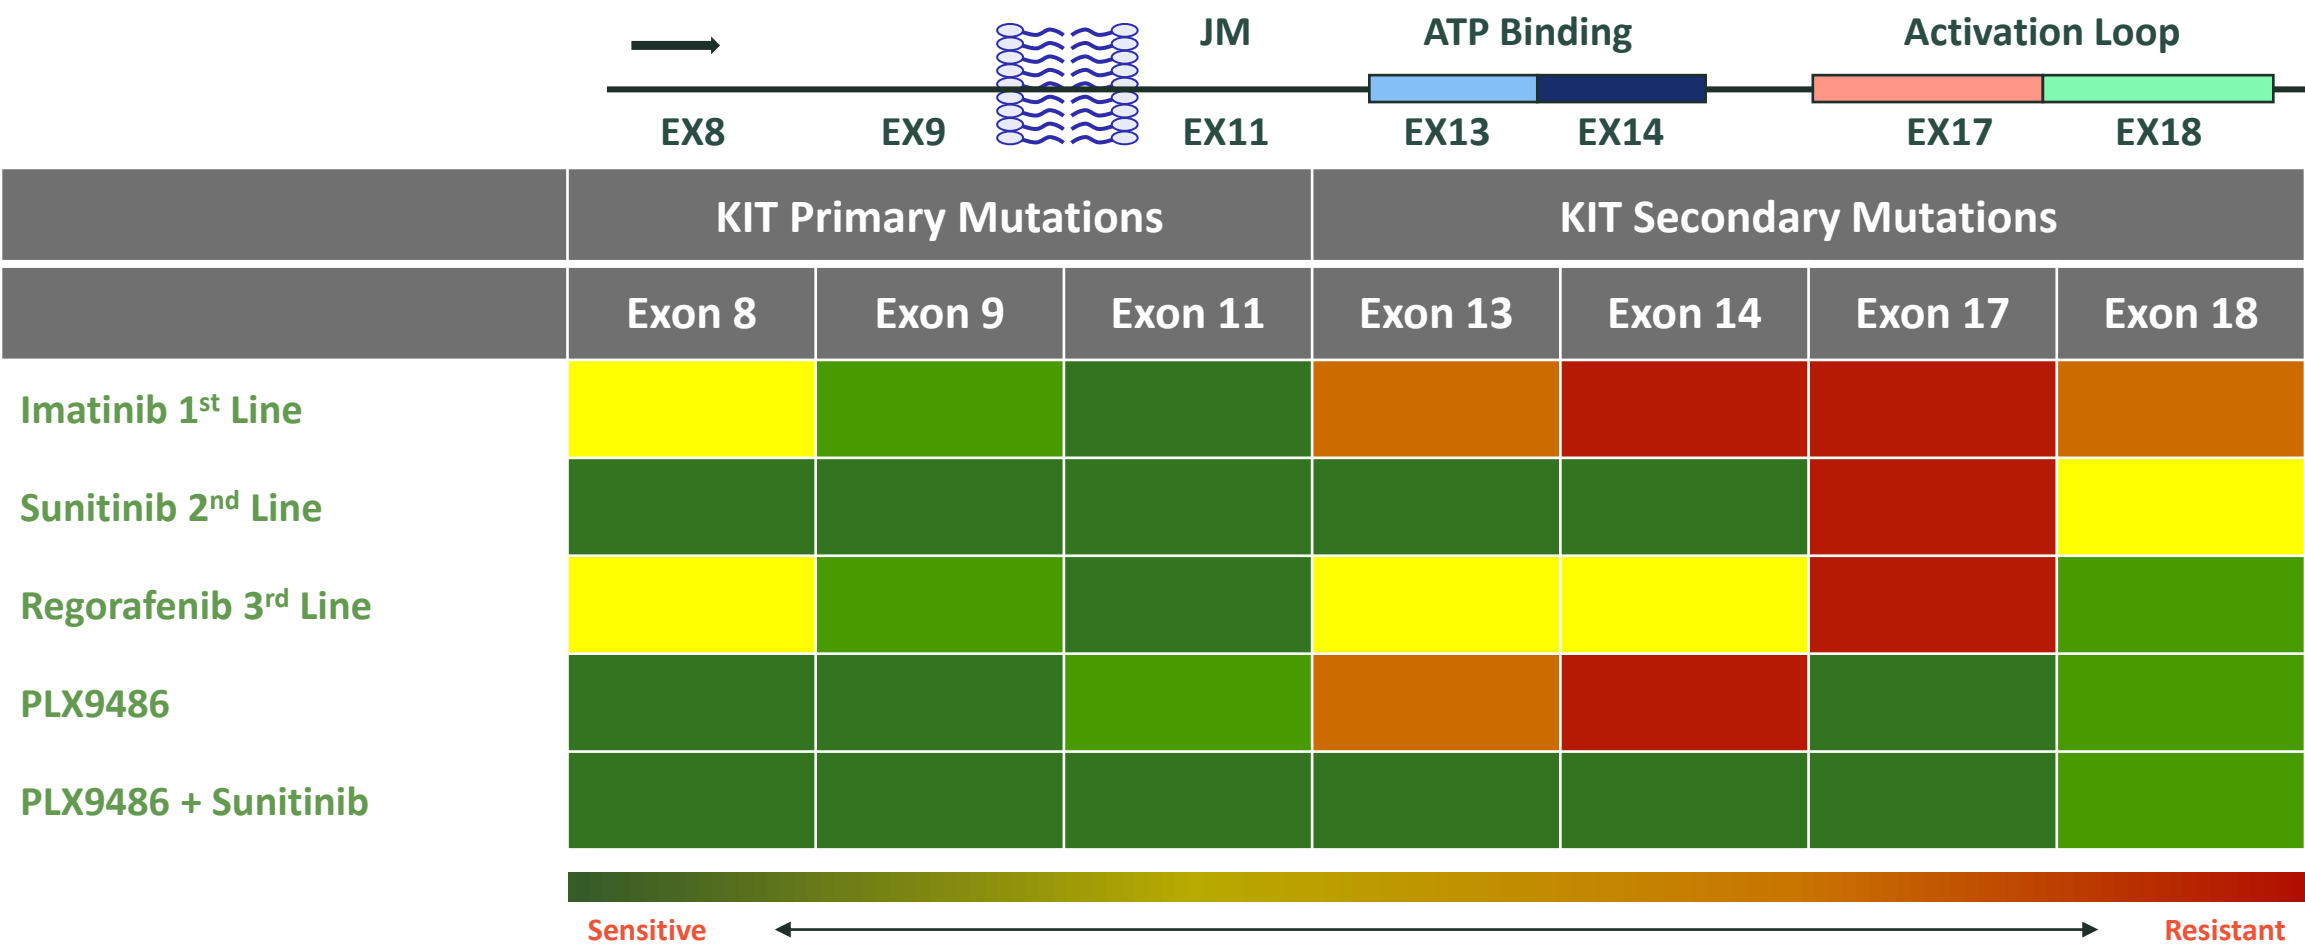 JM ATP Binding Activation Loop
EX8 EX9 EX11 EX13 EX14 EX17 EX18
KIT Primary Mutations KIT Secondary Mutations
Exon 8 Exon 9 Exon 11 Exon 13 Exon 14 Exon 17 Exon 18
Imatinib 1st Line
Sunitinib 2nd Line
Regorafenib 3rd Line
PLX9486
PLX9486 + Sunitinib
Sensitive Resistant